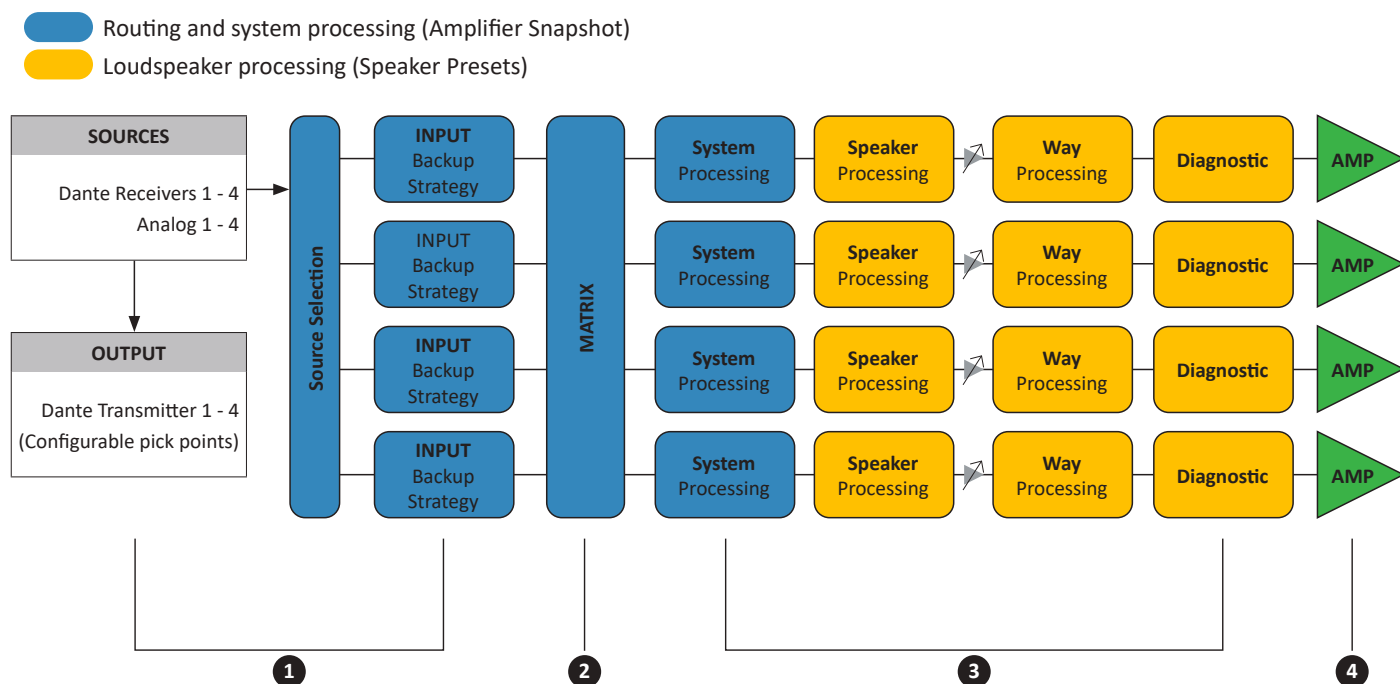 Routing and system processing (Amplifier Snapshot)
Loudspeaker processing (Speaker Presets)
SOURCES
Dante Receivers 1 - 4
Analog 1 - 4
OUTPUT
Dante Transmitter 1 - 4
(Configurable pick points)
Source Selection
INPUT
Backup
Strategy
INPUT
Backup
Strategy
INPUT
Backup
Strategy
INPUT
Backup
Strategy
MATRIX
System
Processing
Speaker
Processing
Way
Processing
Diagnostic
AMP
System
Processing
Speaker
Processing
Way
Processing
Diagnostic
AMP
System
Processing
Speaker
Processing
Way
Processing
Diagnostic
AMP
System
Processing
Speaker
Processing
Way
Processing
Diagnostic
AMP
1
2
3
4